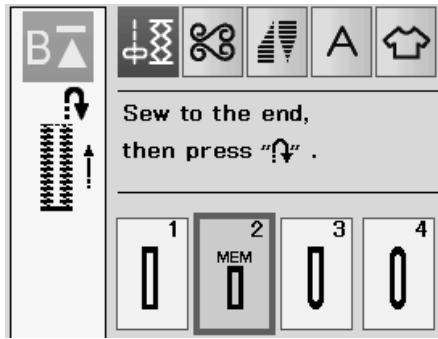 B
A
Sew to the end,
then press "↶" .
1 2 3 4
MEM